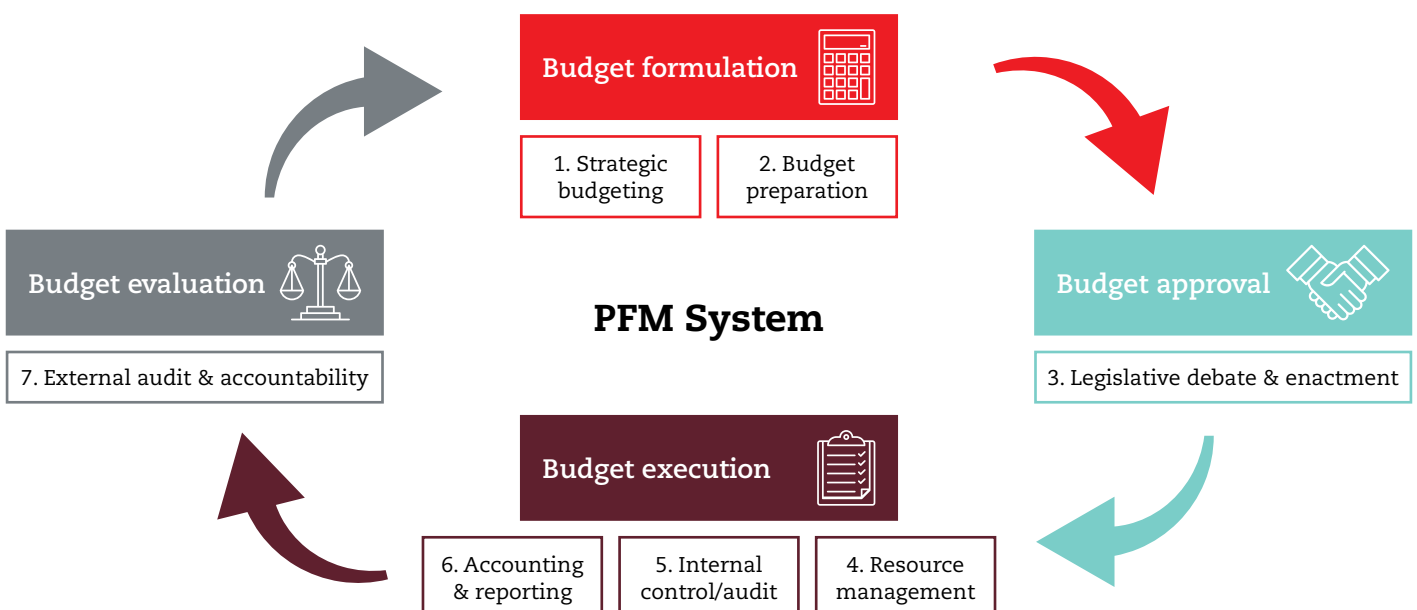 Budget formulation
1. Strategic
budgeting
2. Budget
preparation
Budget approval
3. Legislative debate & enactment
Budget execution
4. Resource
management
5. Internal
control/audit
6. Accounting
& reporting
Budget evaluation
7. External audit & accountability
PFM System